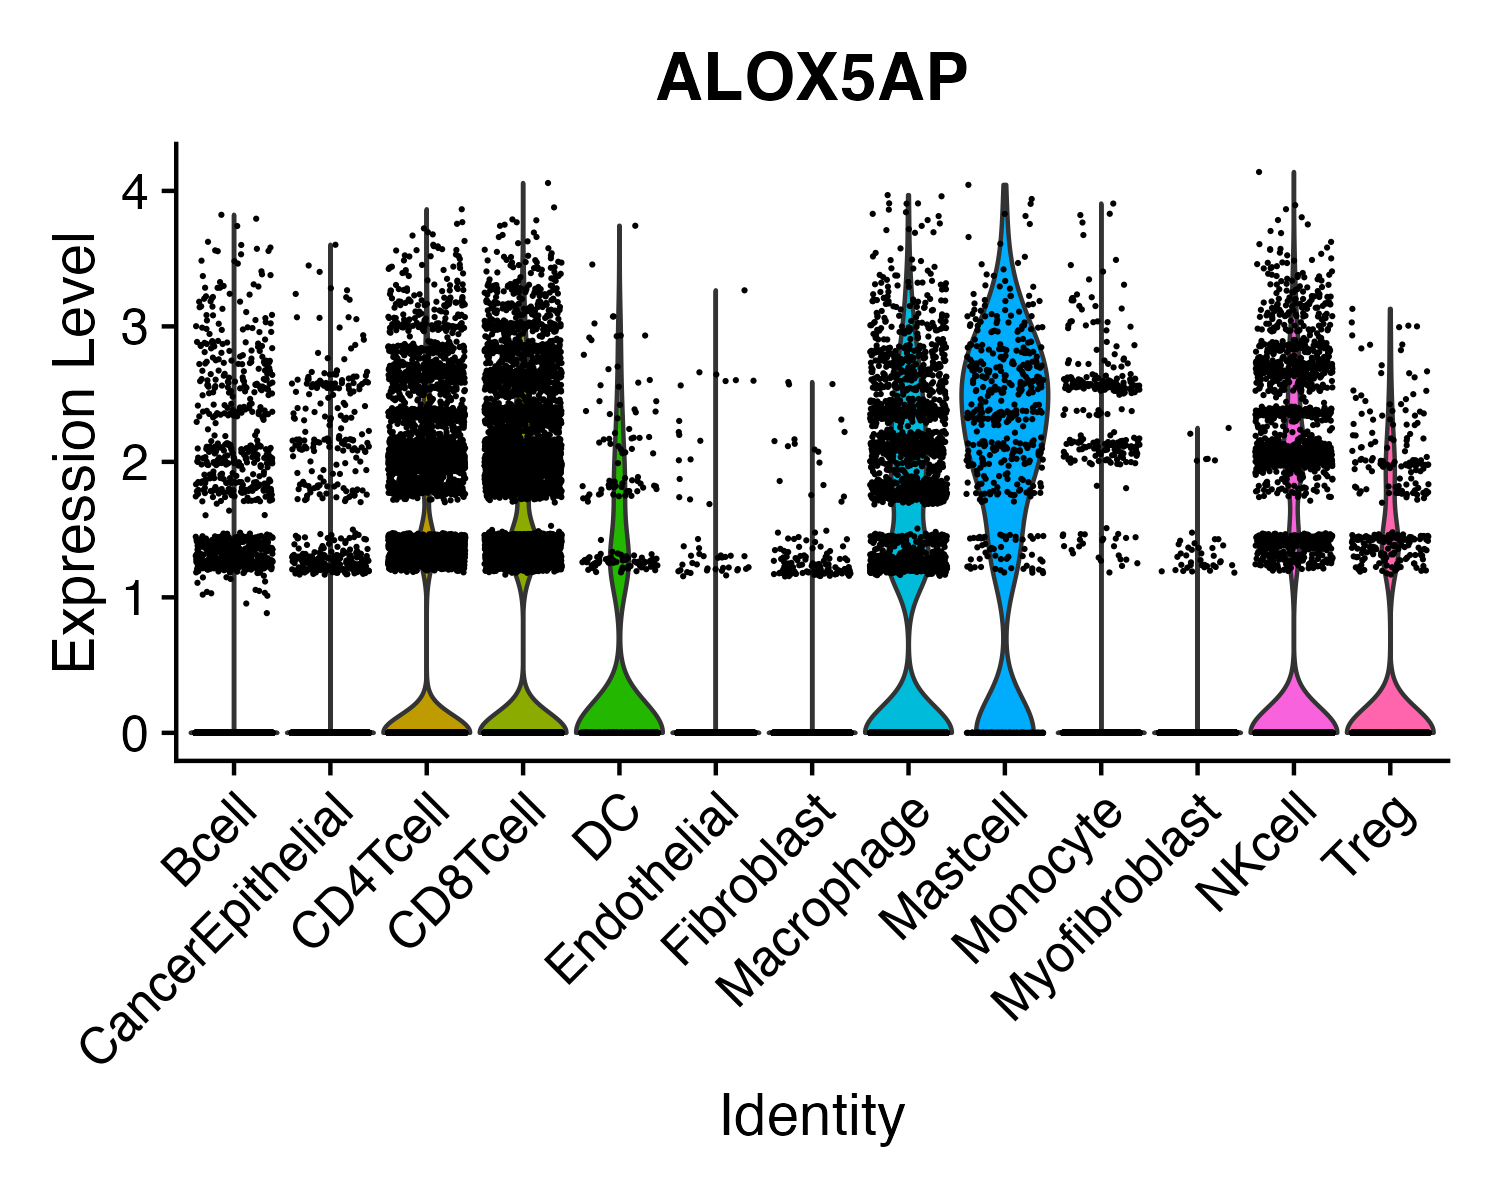 ALOX5AP
Expression Level
4
3
2
1
0
Bcell
CancerEpithelial
CD4Tcell
CD8Tcell
DC
Endothelial
Fibroblast
Macrophage
Mastcell
Monocyte
Myofibroblast
NKcell
Treg
Identity